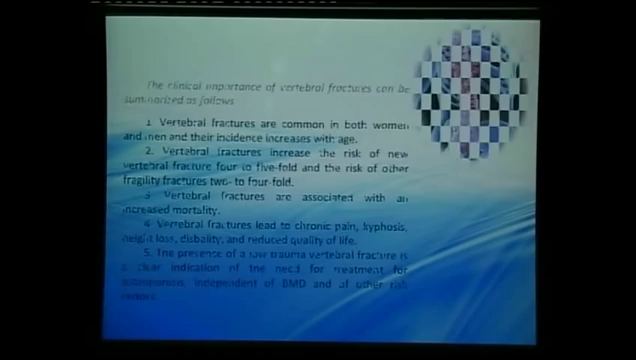 The clinical importance of vertebral fractures can be
summarized as follows
1. Vertebral fractures are common in both women
and men and their incidence increases with age.
2. Vertebral fractures increase the risk of new
vertebral fracture four to five-fold and the risk of other
fragility fractures two- to four-fold.
3. Vertebral fractures are associated with an
increased mortality.
4. Vertebral fractures lead to chronic pain, kyphosis,
height loss, disbality, and reduced quality of life.
5. The presence of a low trauma vertebral fracture is
a clear indication of the need for treatment for
osteoporosis independent of BMD and of other risk
factors.